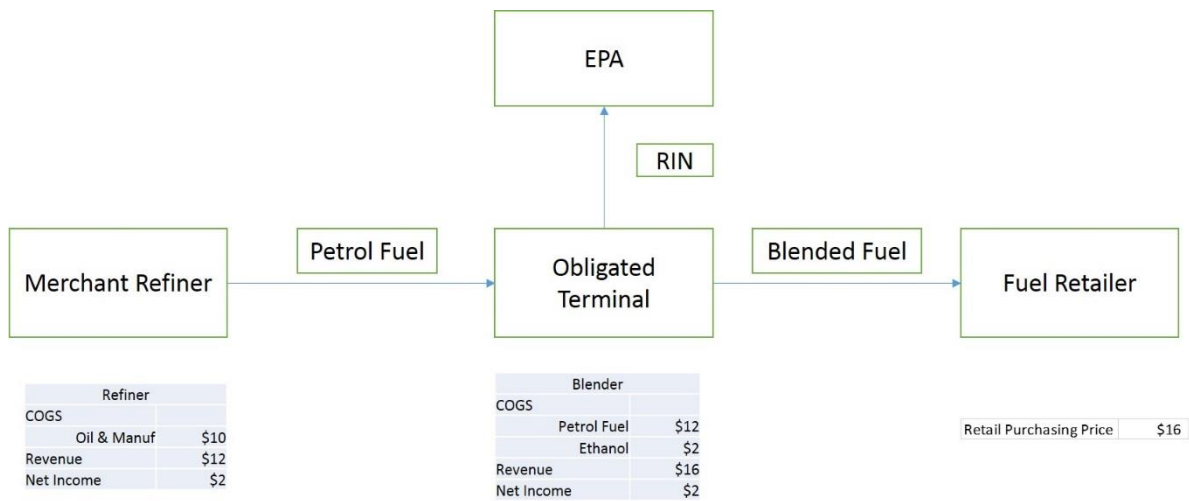 EPA
RIN
Petrol Fuel
Blended Fuel
Merchant Refiner
Obligated
Terminal
Fuel Retailer
Refiner
COGS
Oil & Manuf $10
Revenue $12
Net Income $2
Blender
COGS
Petrol Fuel $12
Ethanol $2
Revenue $16
Net Income $2
Retail Purchasing Price $16